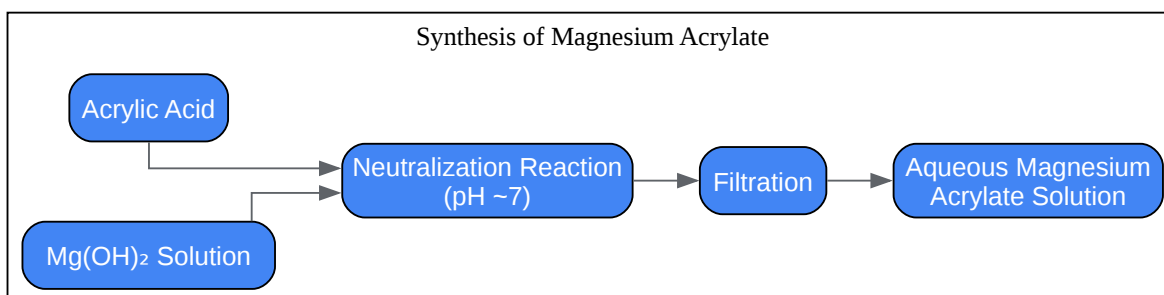 Synthesis of Magnesium Acrylate
Acrylic Acid
Mg(OH)₂ Solution
Neutralization Reaction
(pH ~7)
Filtration
Aqueous Magnesium
Acrylate Solution